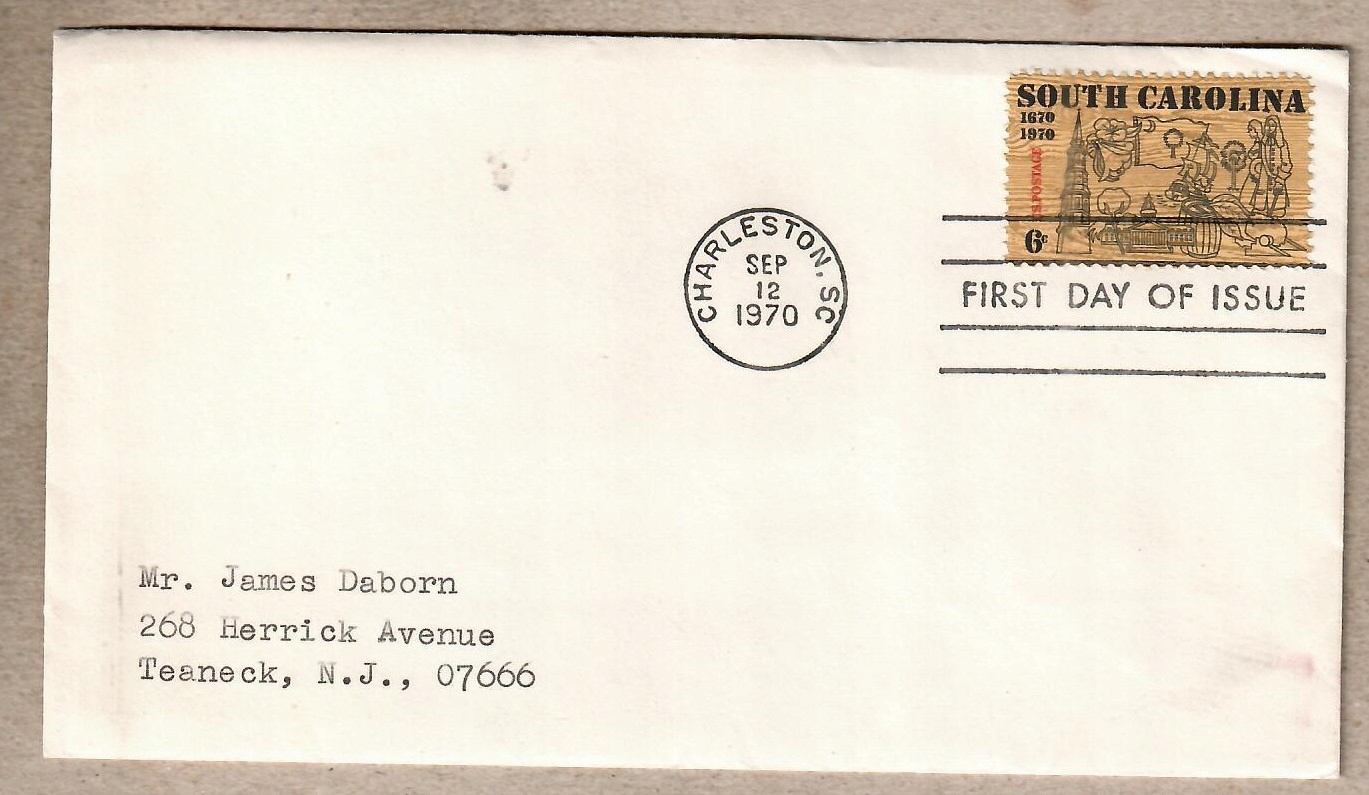 SOUTH CAROLINA
1670
1970
U.S. POSTAGE
6c
CHARLESTON, SC
SEP
12
1970
FIRST DAY OF ISSUE
Mr. James Daborn
268 Herrick Avenue
Teaneck, N.J., 07666